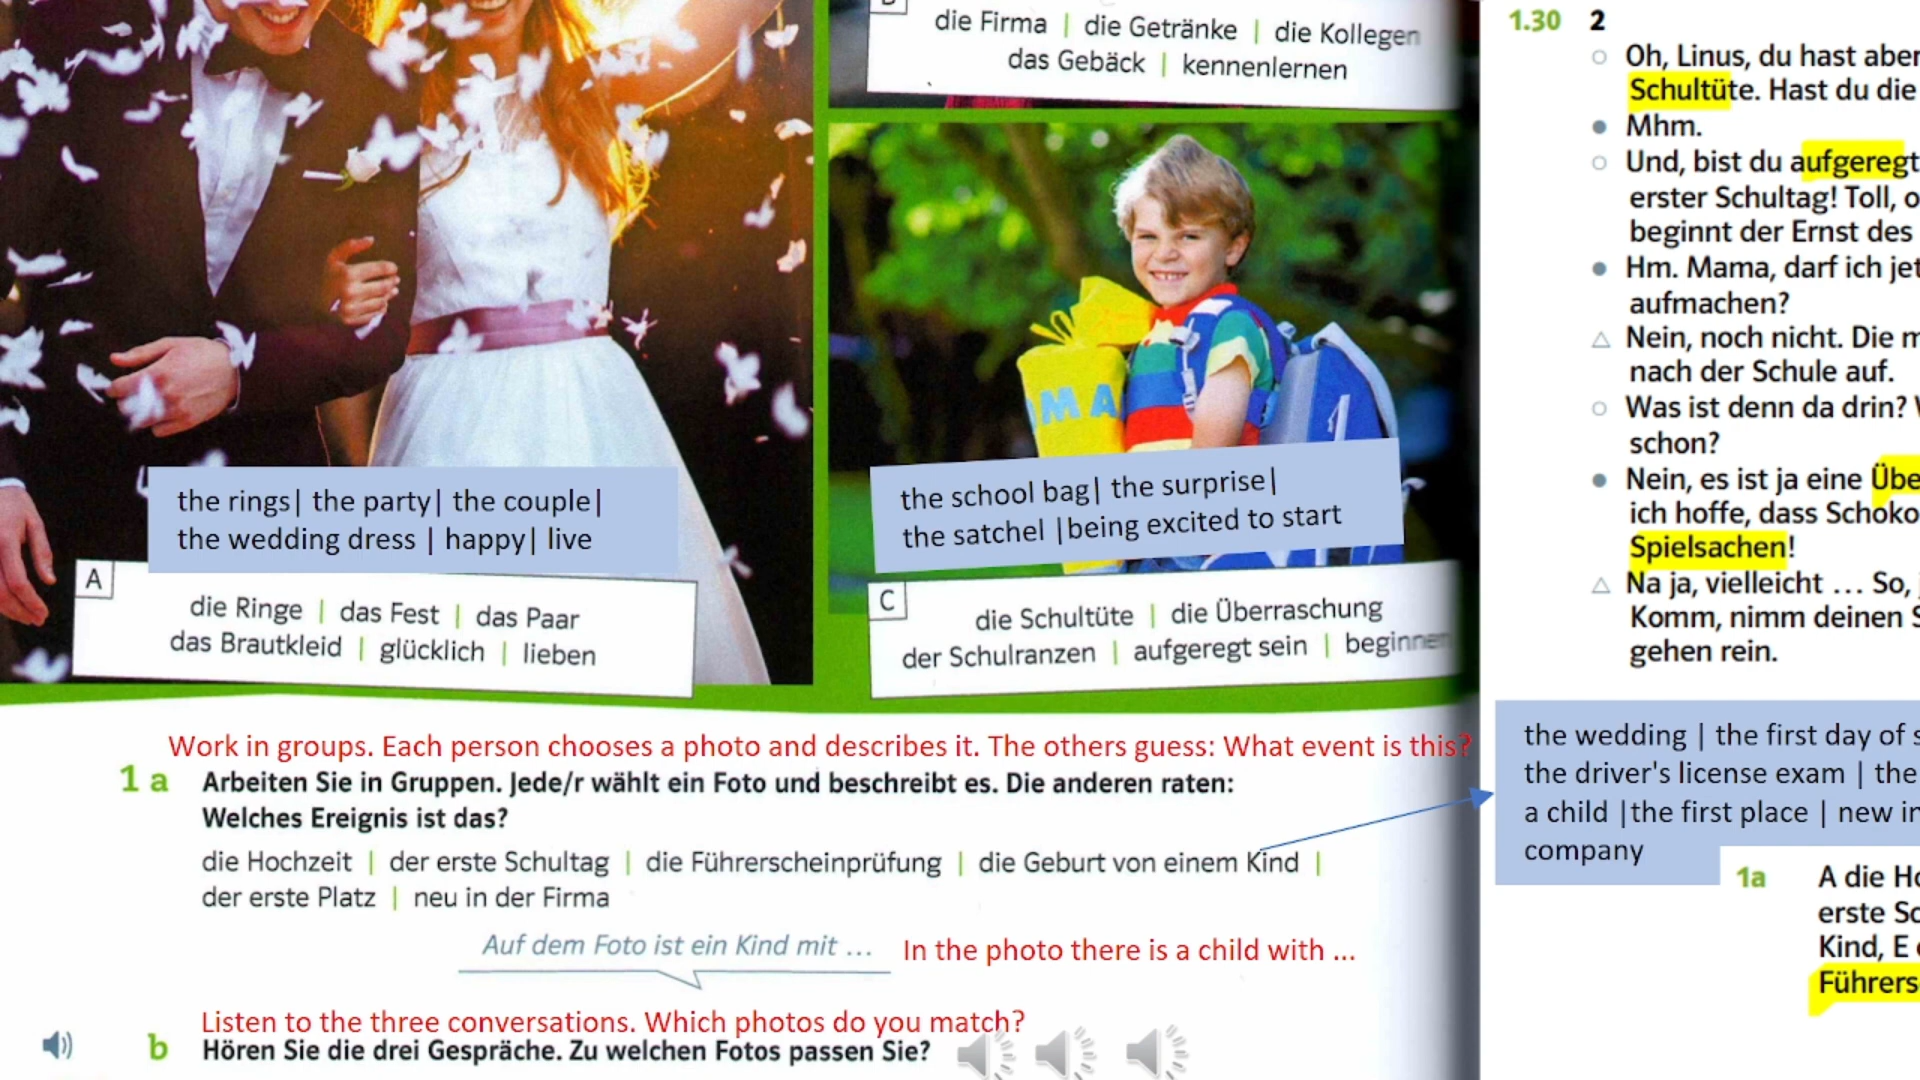 die Firma | die Getränke | die Kollegen
das Gebäck | kennenlernen
MA
the school bag| the surprise|
the satchel |being excited to start
the rings| the party| the couple|
the wedding dress | happy| live
A
die Ringe | das Fest | das Paar
das Brautkleid | glücklich | lieben
C
die Schultüte | die Überraschung
der Schulranzen | aufgeregt sein | beginnen
Work in groups. Each person chooses a photo and describes it. The others guess: What event is this?
1 a Arbeiten Sie in Gruppen. Jede/r wählt ein Foto und beschreibt es. Die anderen raten:
Welches Ereignis ist das?
die Hochzeit | der erste Schultag | die Führerscheinprüfung | die Geburt von einem Kind |
der erste Platz | neu in der Firma
Auf dem Foto ist ein Kind mit ... In the photo there is a child with ...
Listen to the three conversations. Which photos do you match?
b Hören Sie die drei Gespräche. Zu welchen Fotos passen Sie?
1.30 2
Oh, Linus, du hast aber
Schultüte. Hast du die
Mhm.
Und, bist du aufgeregt
erster Schultag! Toll,
beginnt der Ernst des
Hm. Mama, darf ich
aufmachen?
Nein, noch nicht. Die
nach der Schule auf.
Was ist denn da drin?
schon?
Nein, es ist ja eine
ich hoffe, dass
Spielsachen!
Na ja, vielleicht ... So,
Komm, nimm deinen
gehen rein.
the wedding | the first day of
the driver's license exam | the
a child |the first place | new
company
1a A die
erste
Kind, E